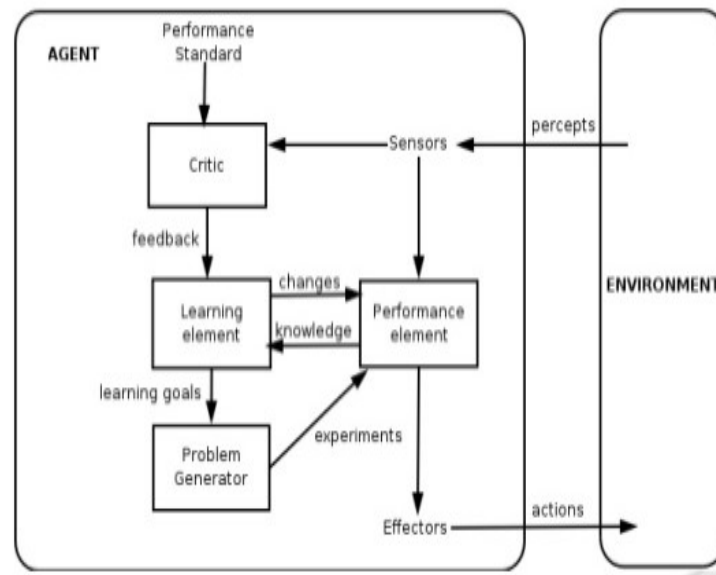 Performance
Standard
AGENT
percepts
Sensors
Critic
feedback
changes
Learning
element
Performance
element
ENVIRONMENT
knowledge
learning goals
experiments
Problem
Generator
actions
Effectors